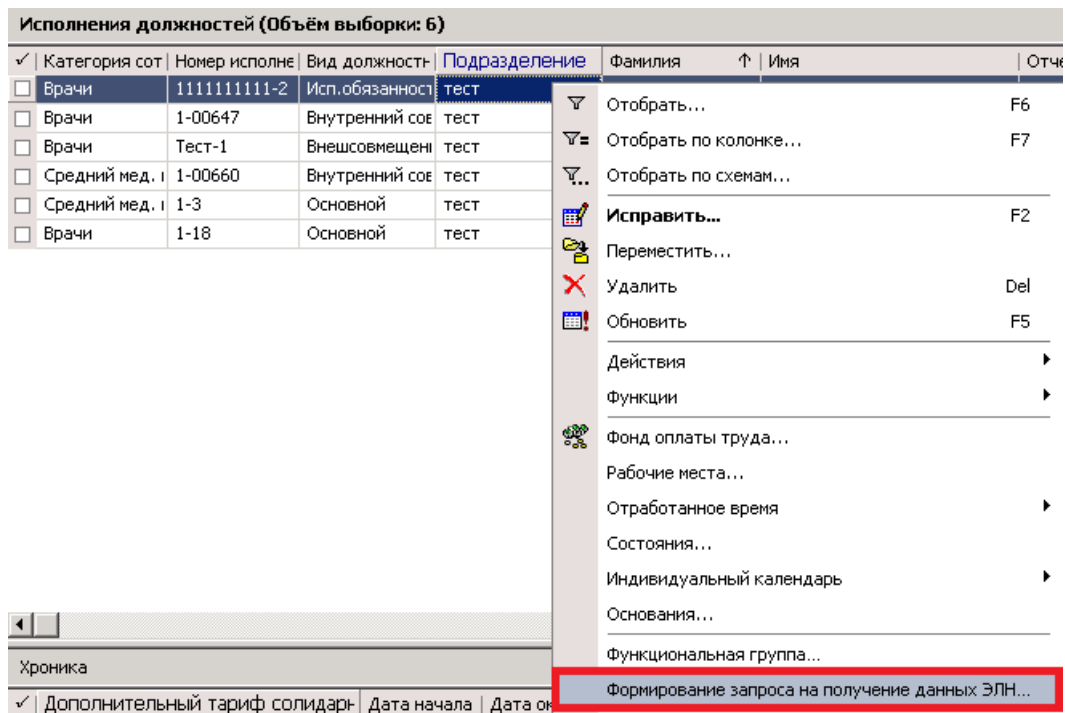 Исполнения должностей (Объём выборки: 6)
Категория сот Номер исполне Вид должностн Подразделение Фамилия Имя Отче
Врачи 1111111111-2 Исп.обязанност тест
Врачи 1-00647 Внутренний сов тест
Врачи Тест-1 Внешсовмещени тест
Средний мед. 1-00660 Внутренний сов тест
Средний мед. 1-3 Основной тест
Врачи 1-18 Основной тест
Отобрать... F6
Отобрать по колонке... F7
Отобрать по схемам...
Исправить... F2
Переместить...
Удалить Del
Обновить F5
Действия
Функции
Фонд оплаты труда...
Рабочие места...
Отработанное время
Состояния...
Индивидуальный календарь
Основания...
Функциональная группа...
Формирование запроса на получение данных ЭЛН...
Хроника
Дополнительный тариф солидарн Дата начала Дата ок